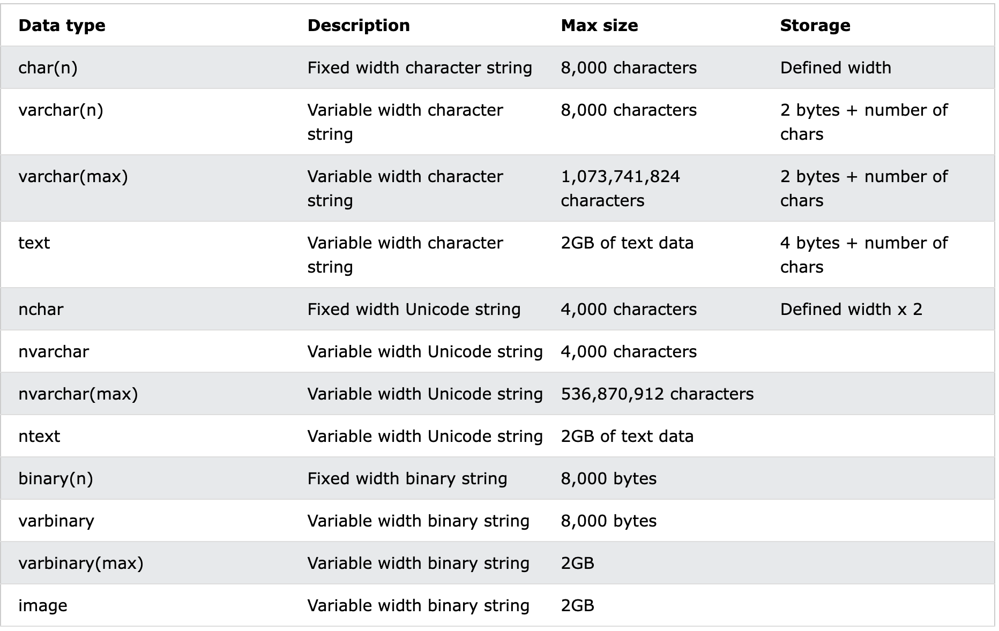 Data type Description Max size Storage
char(n) Fixed width character string 8,000 characters Defined width
varchar(n) Variable width character 8,000 characters 2 bytes + number of
string chars
varchar(max) Variable width character 1,073,741,824 2 bytes + number of
string characters chars
text Variable width character 2GB of text data 4 bytes + number of
string chars
nchar Fixed width Unicode string 4,000 characters Defined width x 2
nvarchar Variable width Unicode string 4,000 characters
nvarchar(max) Variable width Unicode string 536,870,912 characters
ntext Variable width Unicode string 2GB of text data
binary(n) Fixed width binary string 8,000 bytes
varbinary Variable width binary string 8,000 bytes
varbinary(max) Variable width binary string 2GB
image Variable width binary string 2GB